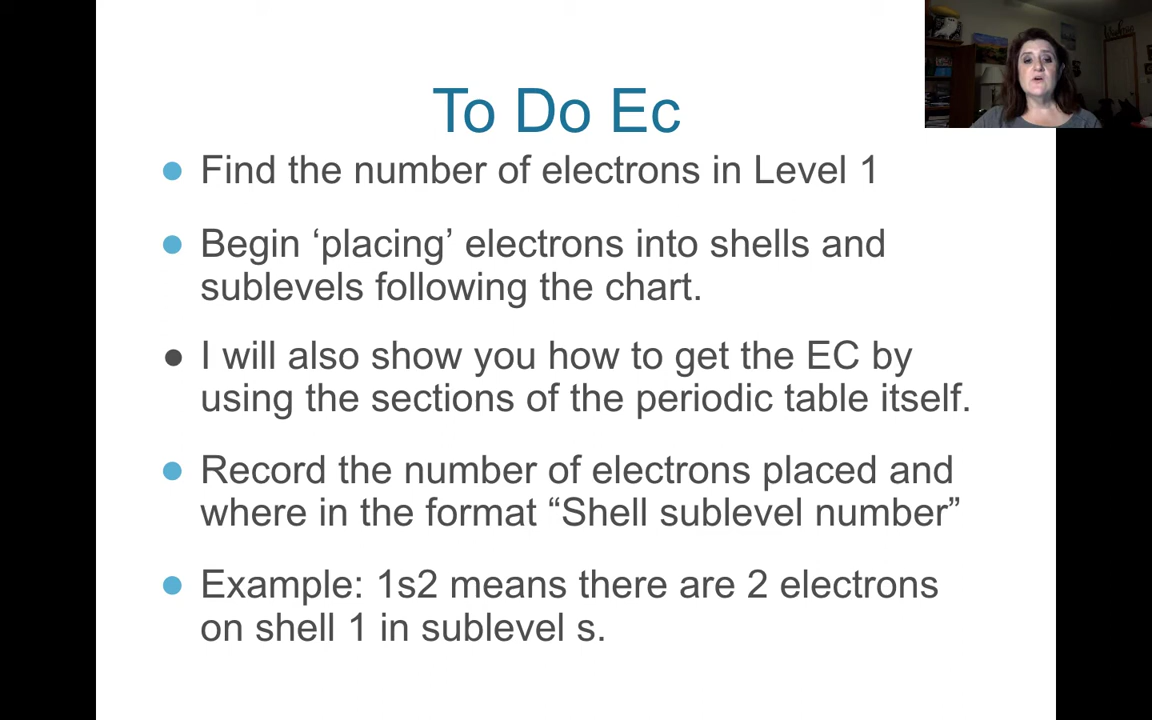 To Do Ec
● Find the number of electrons in Level 1
● Begin ‘placing’ electrons into shells and
sublevels following the chart.
● I will also show you how to get the EC by
using the sections of the periodic table itself.
● Record the number of electrons placed and
where in the format “Shell sublevel number”
● Example: 1s2 means there are 2 electrons
on shell 1 in sublevel s.